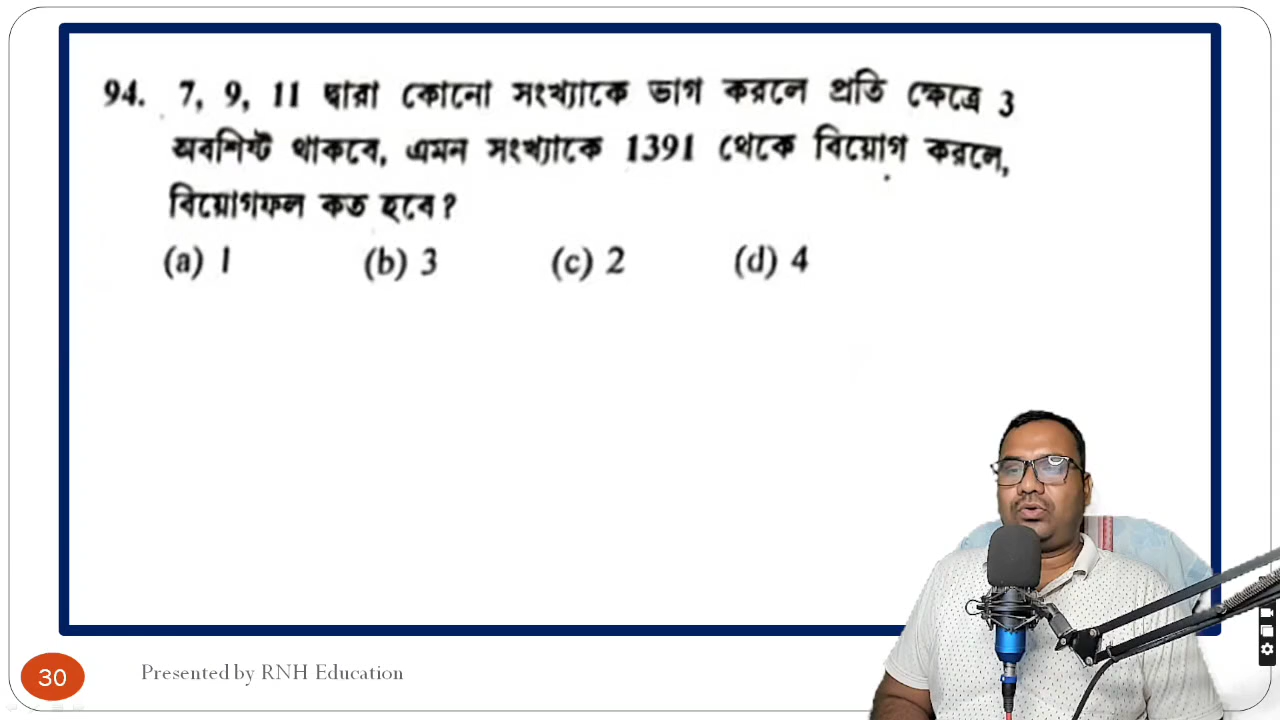 94. 7, 9, 11 দ্বারা কোনো সংখ্যাকে ভাগ করলে প্রতি ক্ষেত্রে 3
অবশিষ্ট থাকবে, এমন সংখ্যাকে 1391 থেকে বিয়োগ করলে,
বিয়োগফল কত হবে?
(a) 1 (b) 3 (c) 2 (d) 4
30 Presented by RNH Education